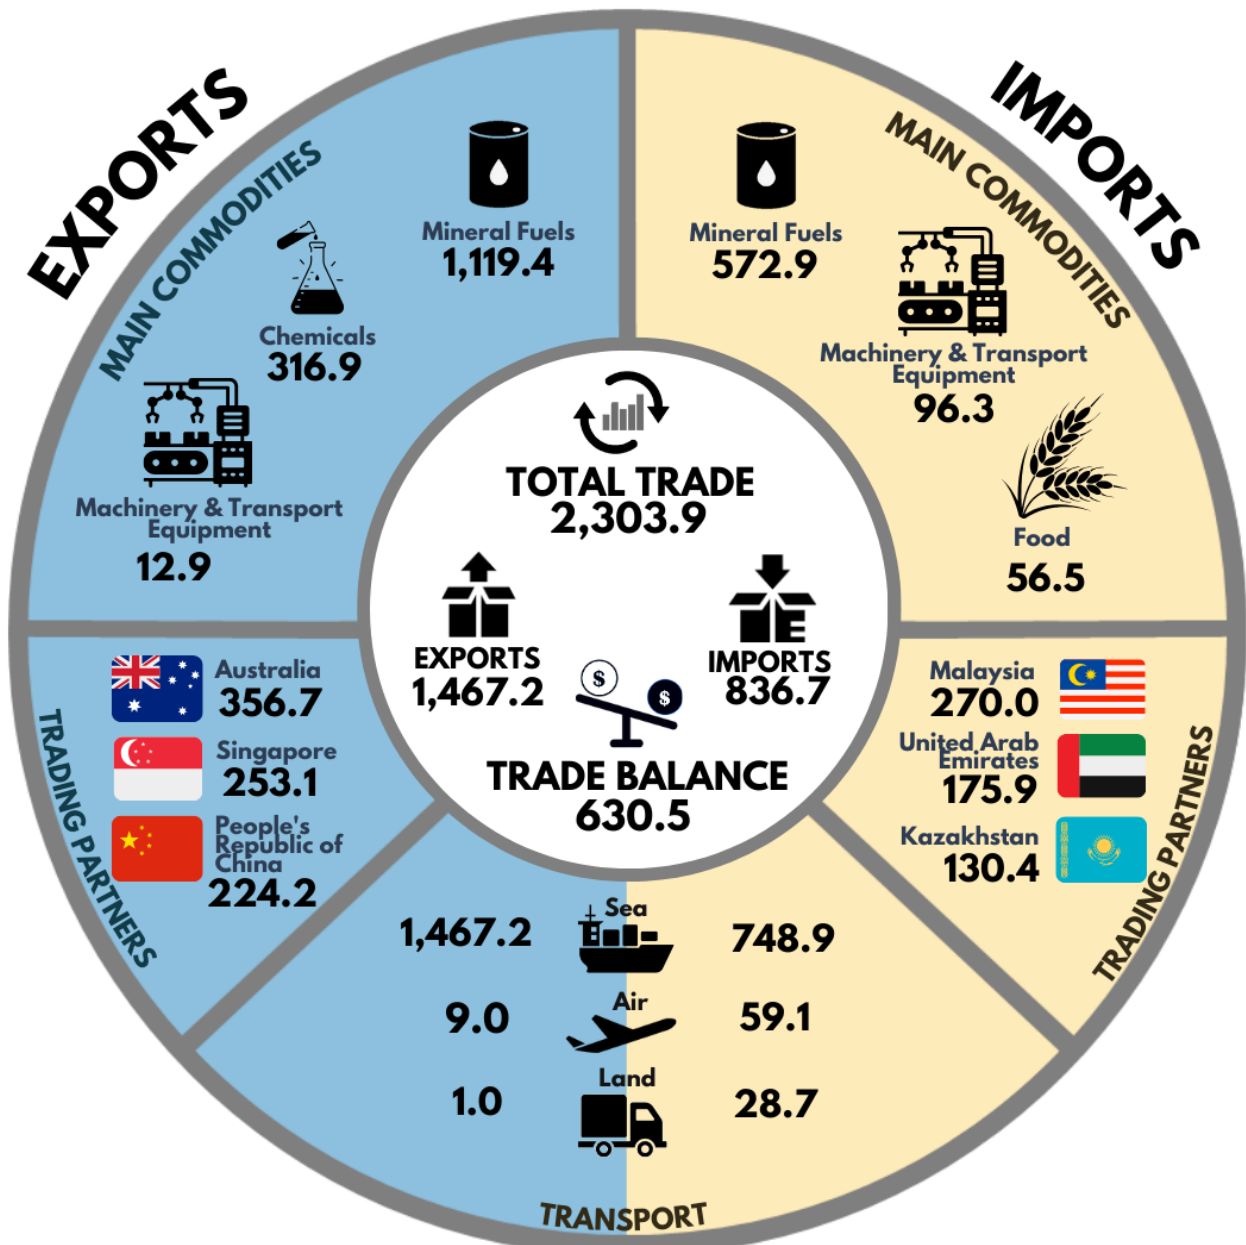 EXPORTS
MAIN COMMODITIES
Mineral Fuels
1,119.4
Chemicals
316.9
Machinery & Transport
Equipment
12.9
IMPORTS
MAIN COMMODITIES
Mineral Fuels
572.9
Machinery & Transport
Equipment
96.3
Food
56.5
TOTAL TRADE
2,303.9
EXPORTS
1,467.2
IMPORTS
836.7
$
$
TRADE BALANCE
630.5
TRADING PARTNERS
Australia
356.7
Singapore
253.1
People's
Republic of
China
224.2
TRADING PARTNERS
Malaysia
270.0
United Arab
Emirates
175.9
Kazakhstan
130.4
Sea
1,467.2
748.9
Air
9.0
59.1
Land
1.0
28.7
TRANSPORT